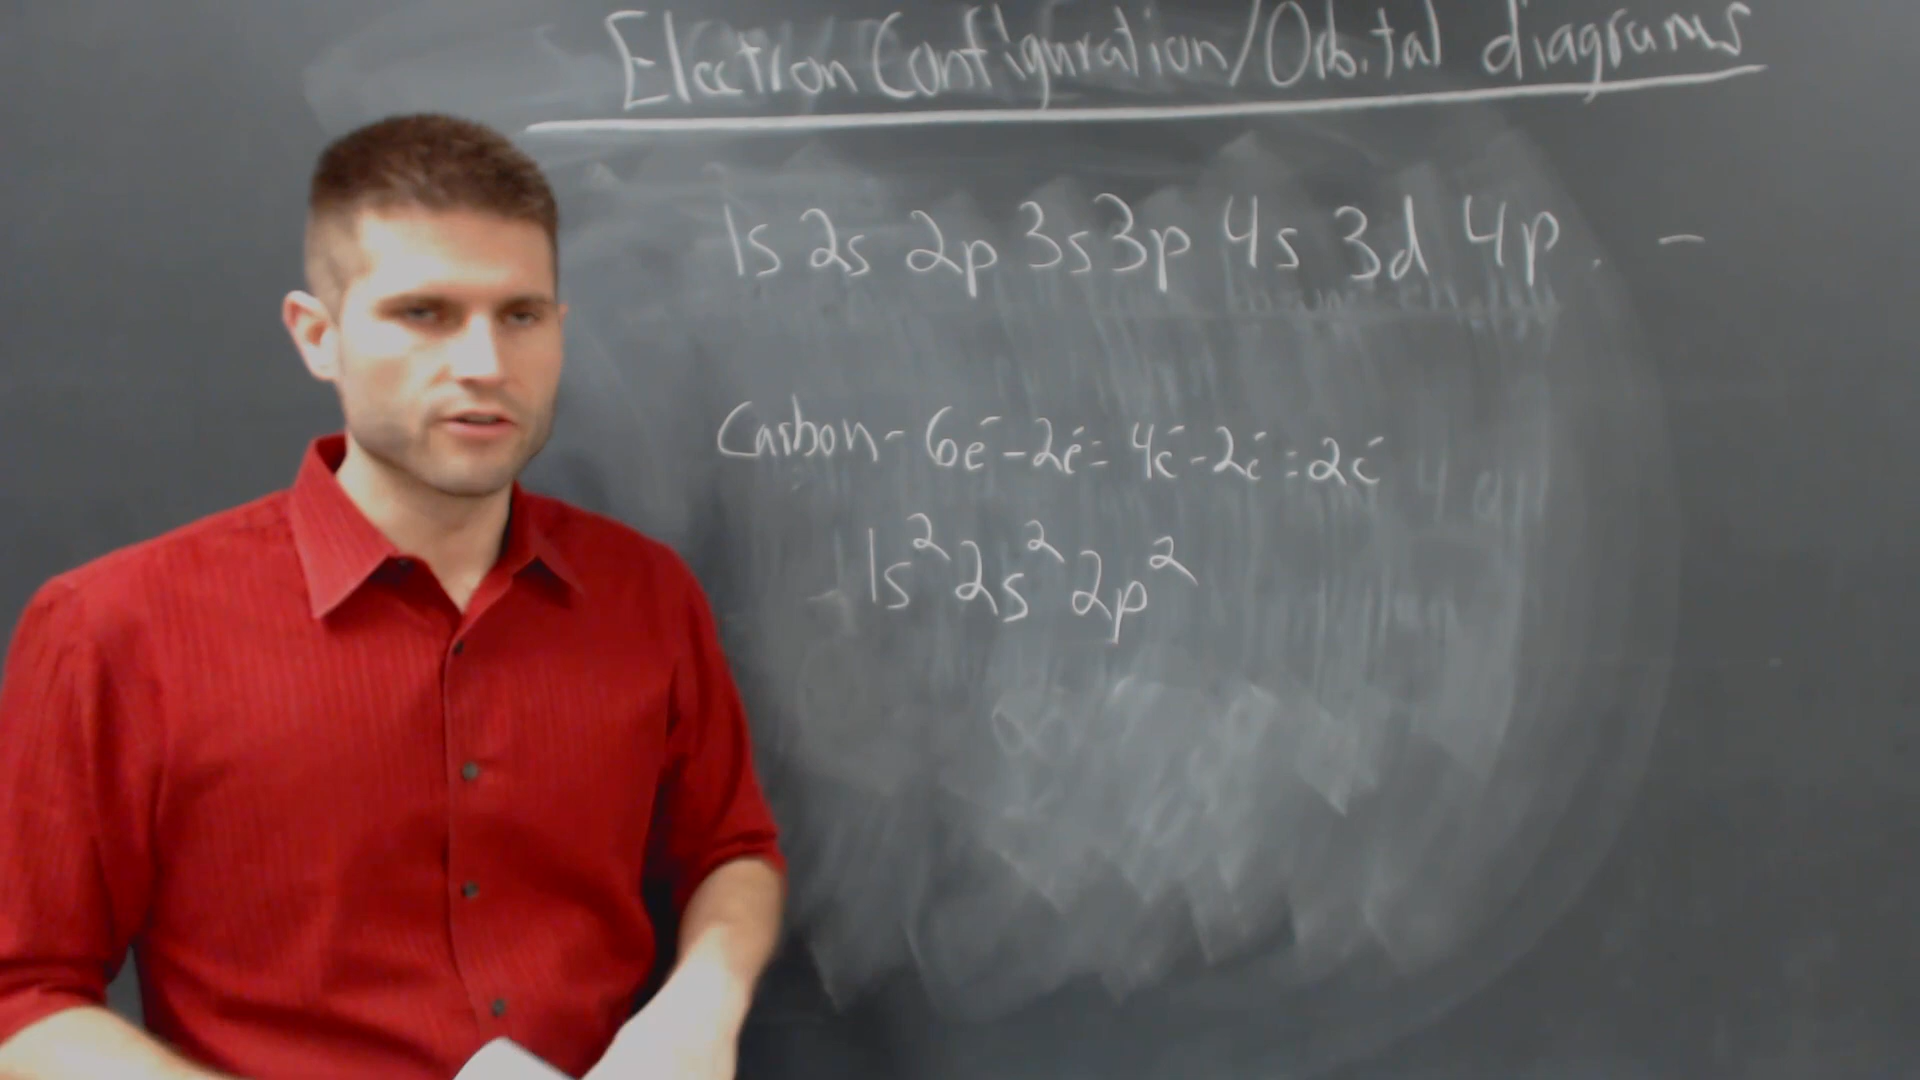 Electron Configuration/Orbital diagrams
1s 2s 2p 3s 3p 4s 3d 4p . -
Carbon - 6e⁻ - 2e⁻ = 4e⁻ - 2e⁻ = 2e⁻
1s² 2s² 2p²